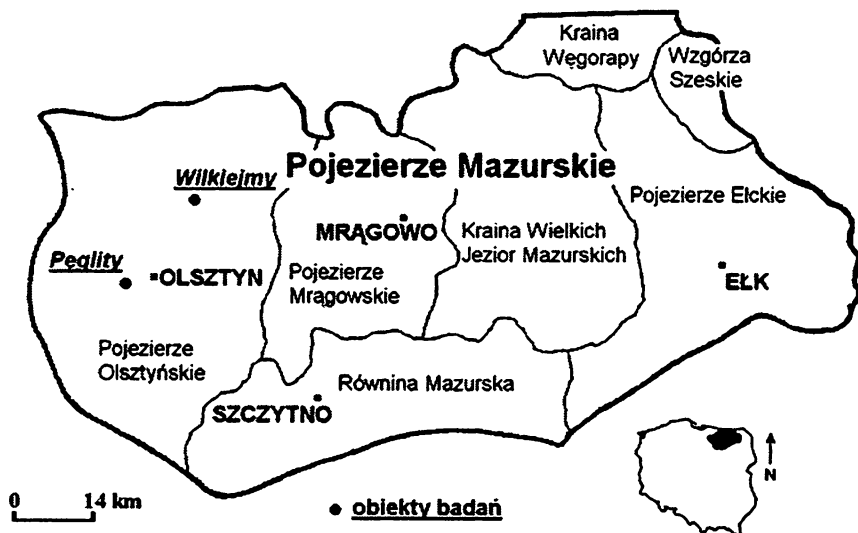 Kraina
Węgorapy
Wzgórza
Szeskie
Pojezierze Mazurskie
Wilkiejmy
Pojezierze Ełckie
MRĄGOWO
Kraina Wielkich
Jezior Mazurskich
Pęglity
OLSZTYN
Pojezierze
Mrągowskie
EŁK
Pojezierze
Olsztyńskie
Równina Mazurska
SZCZYTNO
N
0 14 km
obiekty badań